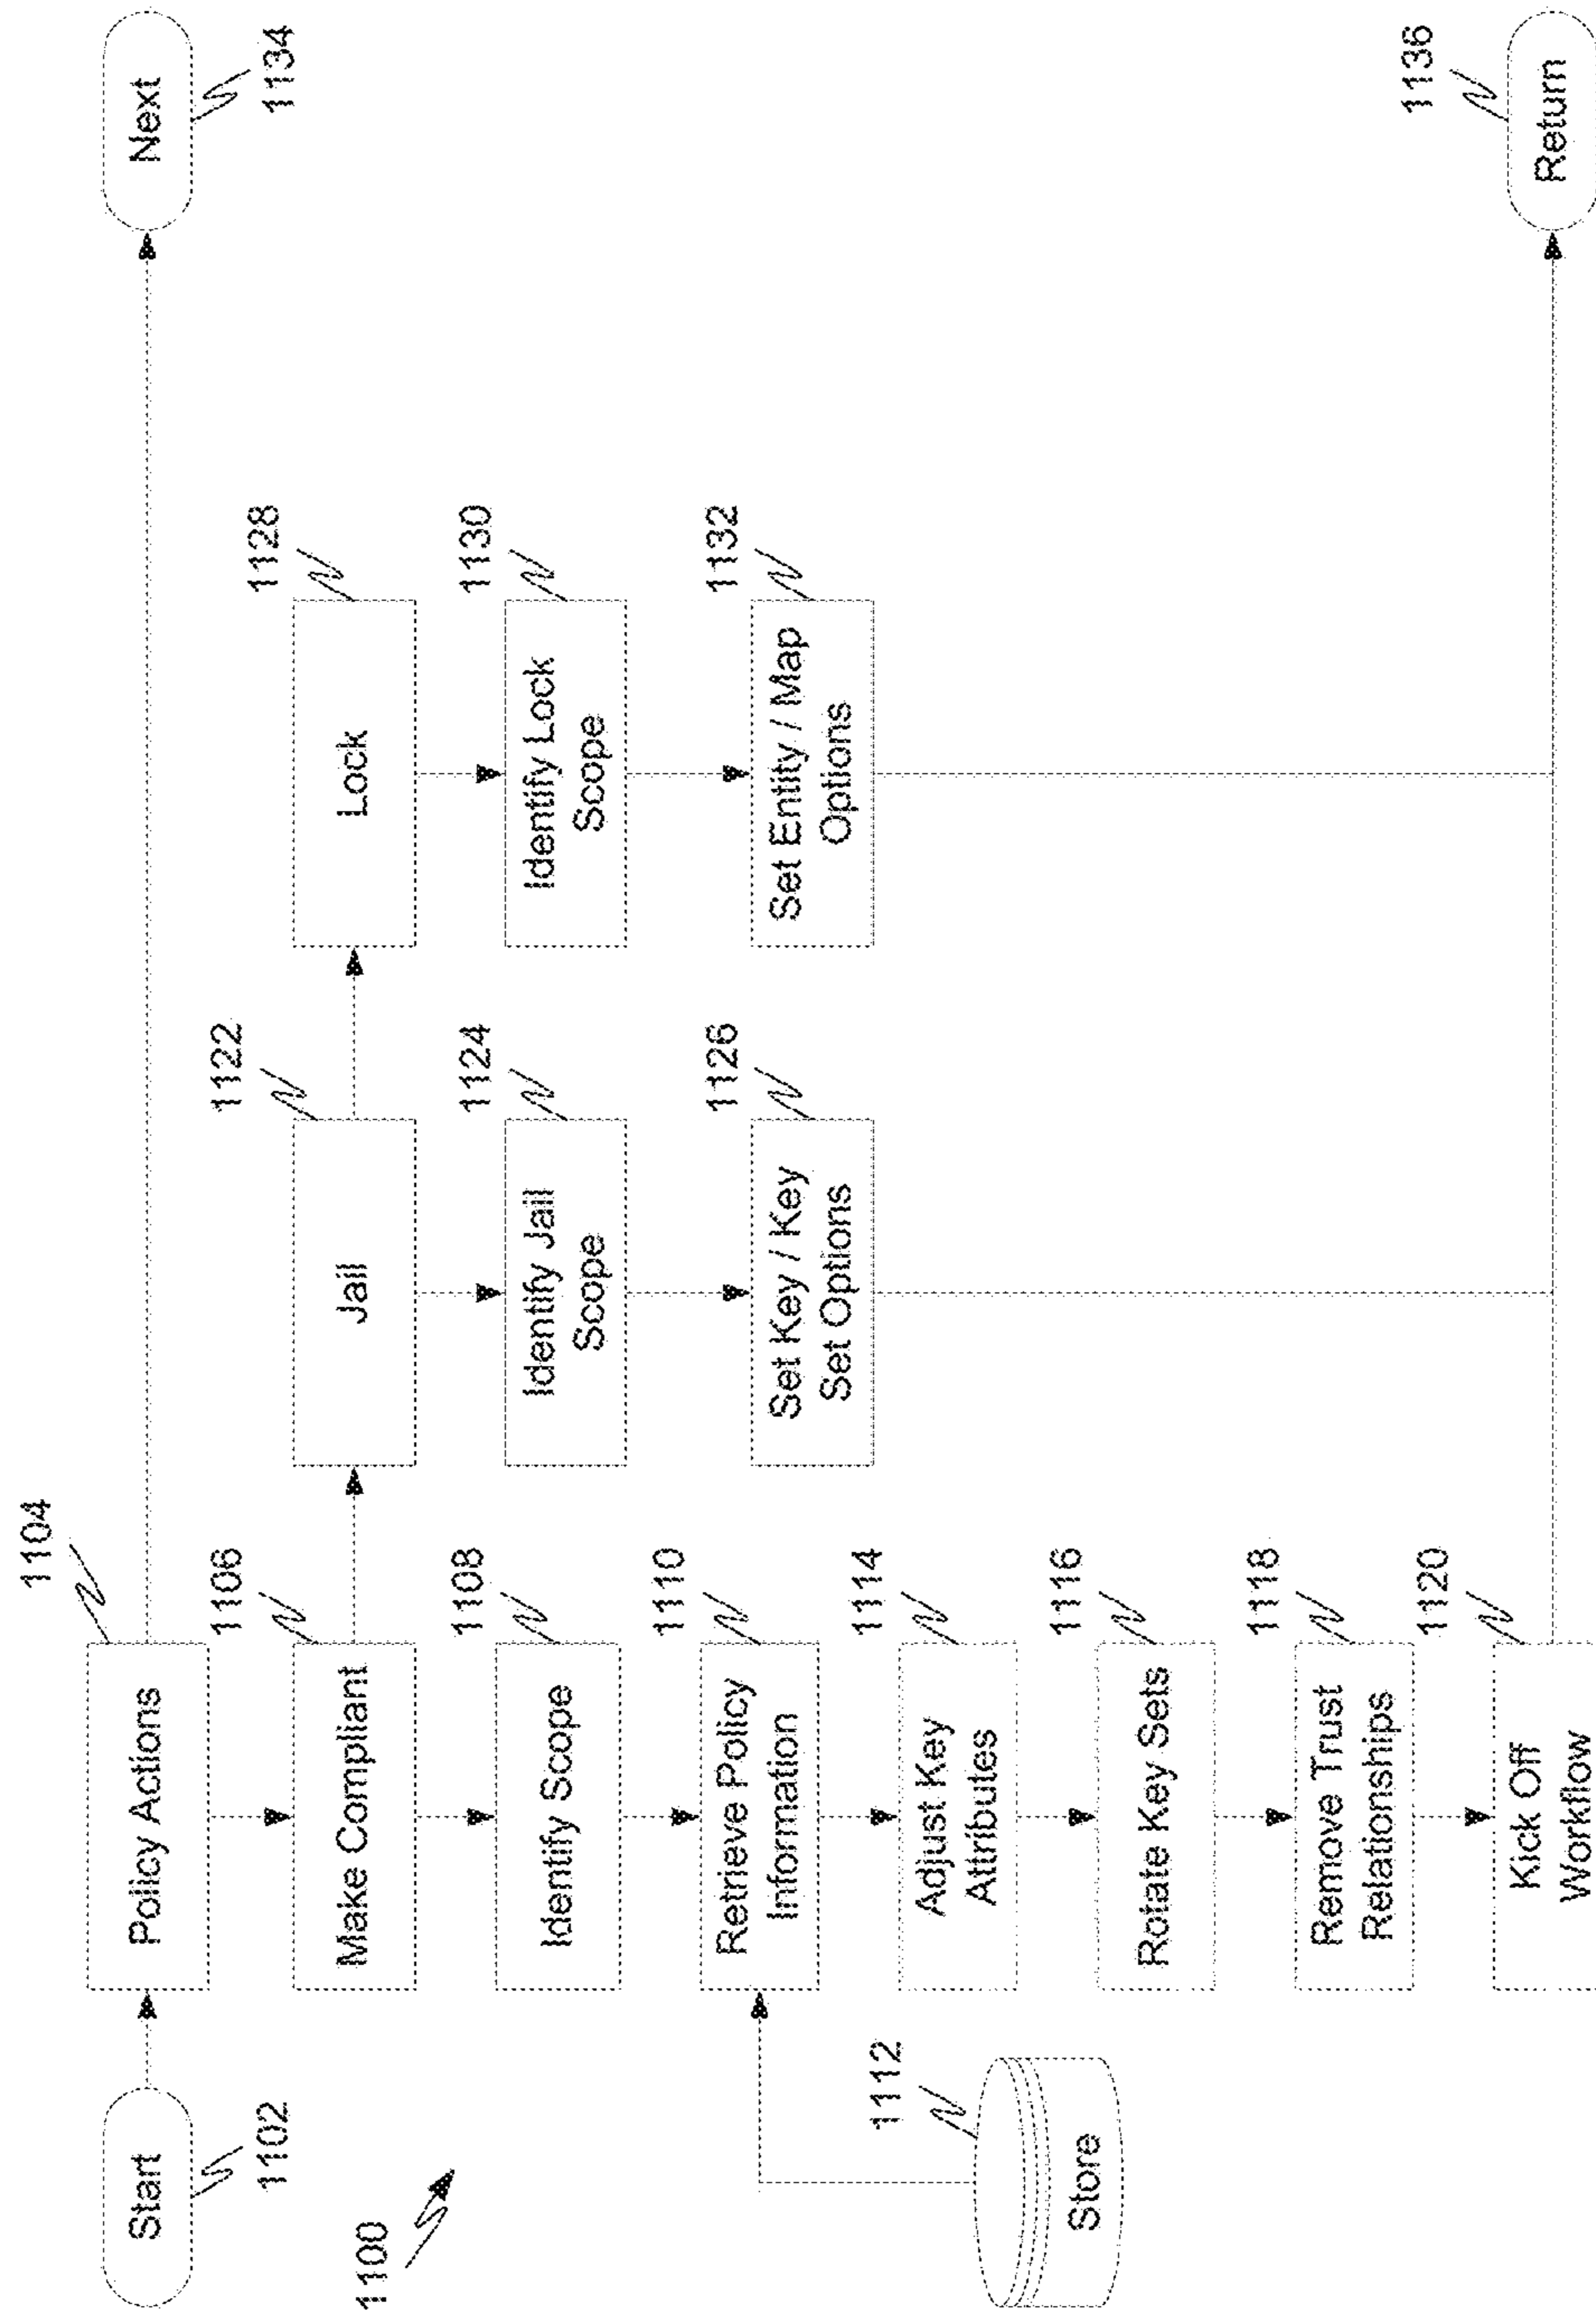 1100
Start
1102
Policy Actions
1104
Next
1134
Make Compliant
1106
Jail
1122
Lock
1128
Identify Scope
1108
Identify Jail
Scope
1124
Identify Lock
Scope
1130
Retrieve Policy
Information
1110
Set Key / Key
Set Options
1126
Set Entity / Map
Options
1132
Store
1112
Adjust Key
Attributes
1114
Rotate Key Sets
1116
Remove Trust
Relationships
1118
Kick Off
Workflow
1120
Return
1136